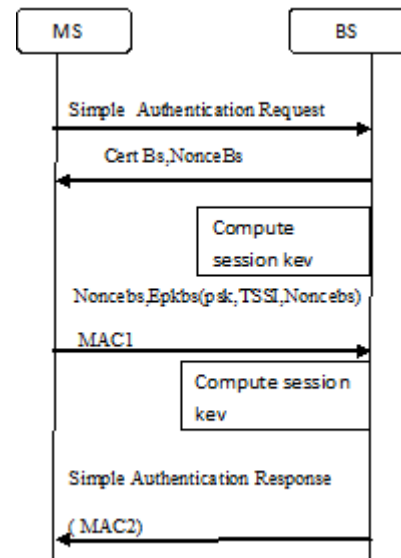 MS
BS
Simple Authentication Request
Cert Bs,NonceBs
Compute
session kev
Noncebs,Epkbs(psk,TSSI,Noncebs)
MAC1
Compute session
kev
Simple Authentication Response
( MAC2)